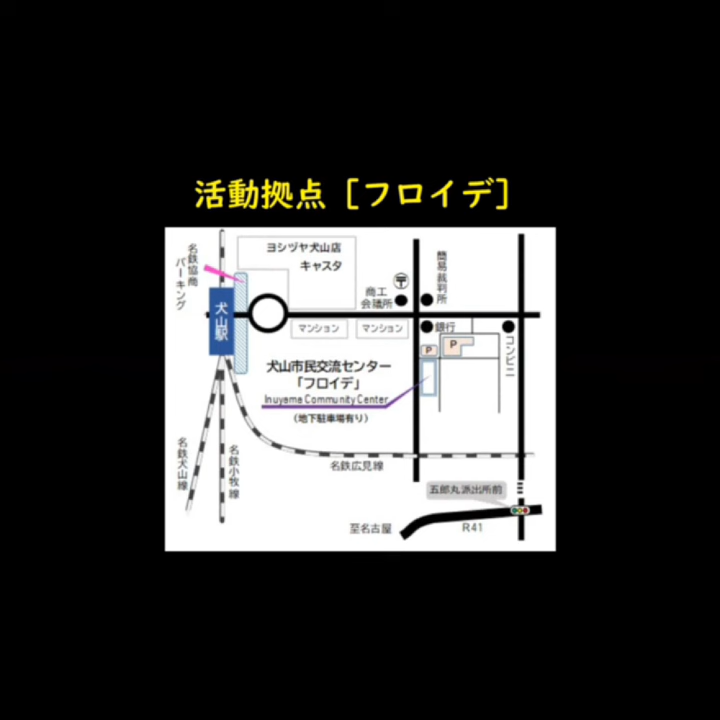 活動拠点［フロイデ］
ヨシヅヤ犬山店
キャスタ
名鉄協商
パーキング
犬山駅
商工
会議所
〒
簡易裁判所
マンション
マンション
銀行
コンビニ
P
P
犬山市民交流センター
「フロイデ」
Inuyama Community Center
(地下駐車場有り)
名鉄犬山線
名鉄小牧線
名鉄広見線
五郎丸派出所前
至名古屋
R41